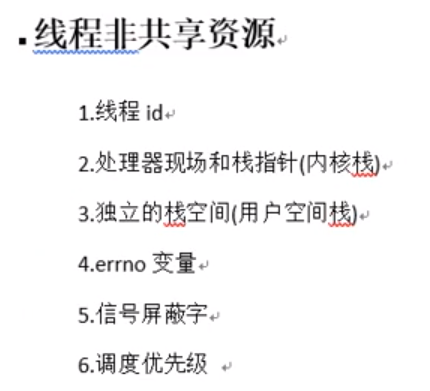 线程非共享资源
1.线程 id
2.处理器现场和栈指针(内核栈)
3.独立的栈空间(用户空间栈)
4.errno 变量
5.信号屏蔽字
6.调度优先级